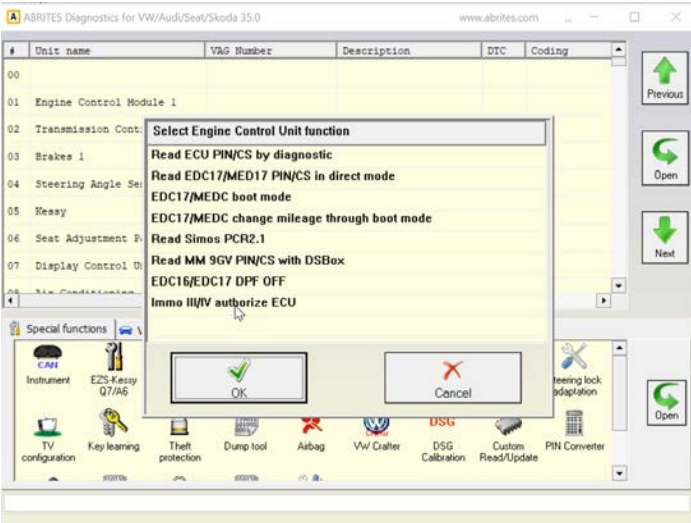 ABRITES Diagnostics for VW/Audi/Seat/Skoda 35.0
www.abrites.com
# Unit name VAG Number Description DTC Coding
00
01 Engine Control Module 1
02 Transmission Cont
03 Brakes 1
04 Steering Angle Se
05 Kessy
06 Seat Adjustment P
07 Display Control U
08 Air Conditioning
Previous
Open
Next
Select Engine Control Unit function
Read ECU PIN/CS by diagnostic
Read EDC17/MED17 PIN/CS in direct mode
EDC17/MEDC boot mode
EDC17/MEDC change mileage through boot mode
Read Simos PCR2.1
Read MM 9GV PIN/CS with DSBox
EDC16/EDC17 DPF OFF
Immo III/IV authorize ECU
OK
Cancel
Special functions
CAN
Instrument
EZS-Kessy
Q7/A6
teering lock
adaptation
TV
configuration
Key learning
Theft
protection
Dump tool
Airbag
VW Crafter
DSG
DSG
Calibration
Custom
Read/Update
PIN Converter
Open